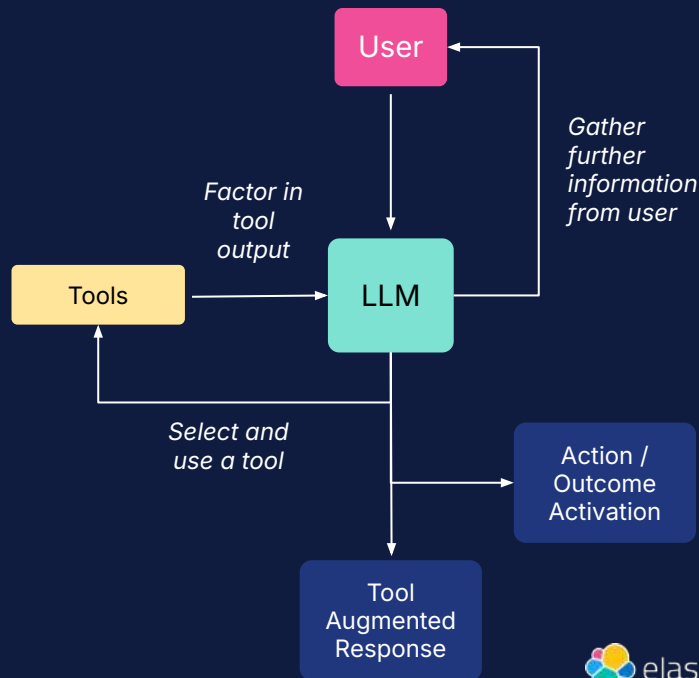 User
Gather
further
information
from user
Factor in
tool
output
Tools
LLM
Select and
use a tool
Action /
Outcome
Activation
Tool
Augmented
Response
elas